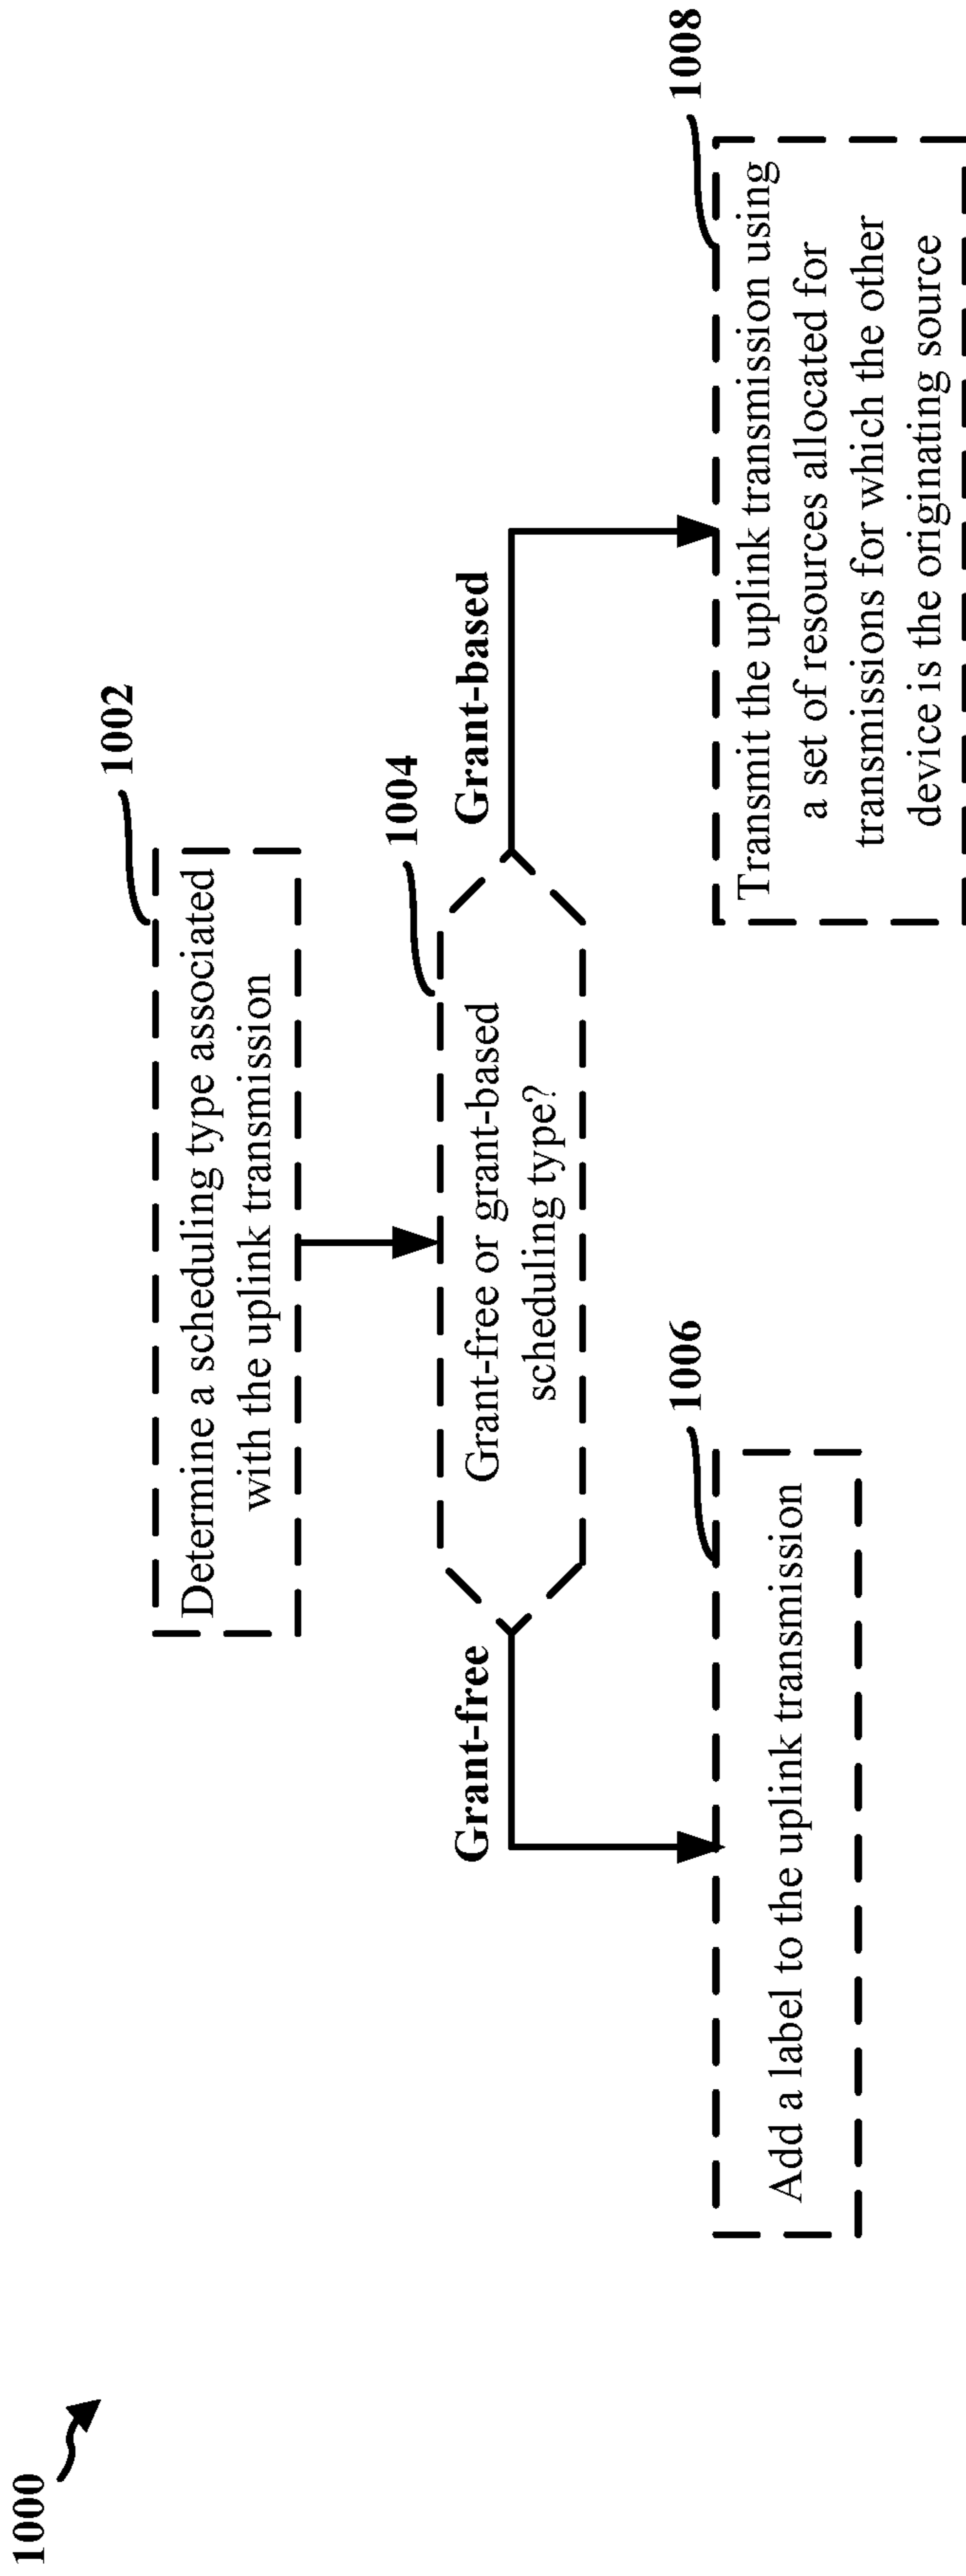 1000
1002
Determine a scheduling type associated
with the uplink transmission
1004
Grant-free or grant-based
scheduling type?
Grant-free
Grant-based
1006
Add a label to the uplink transmission
1008
Transmit the uplink transmission using
a set of resources allocated for
transmissions for which the other
device is the originating source